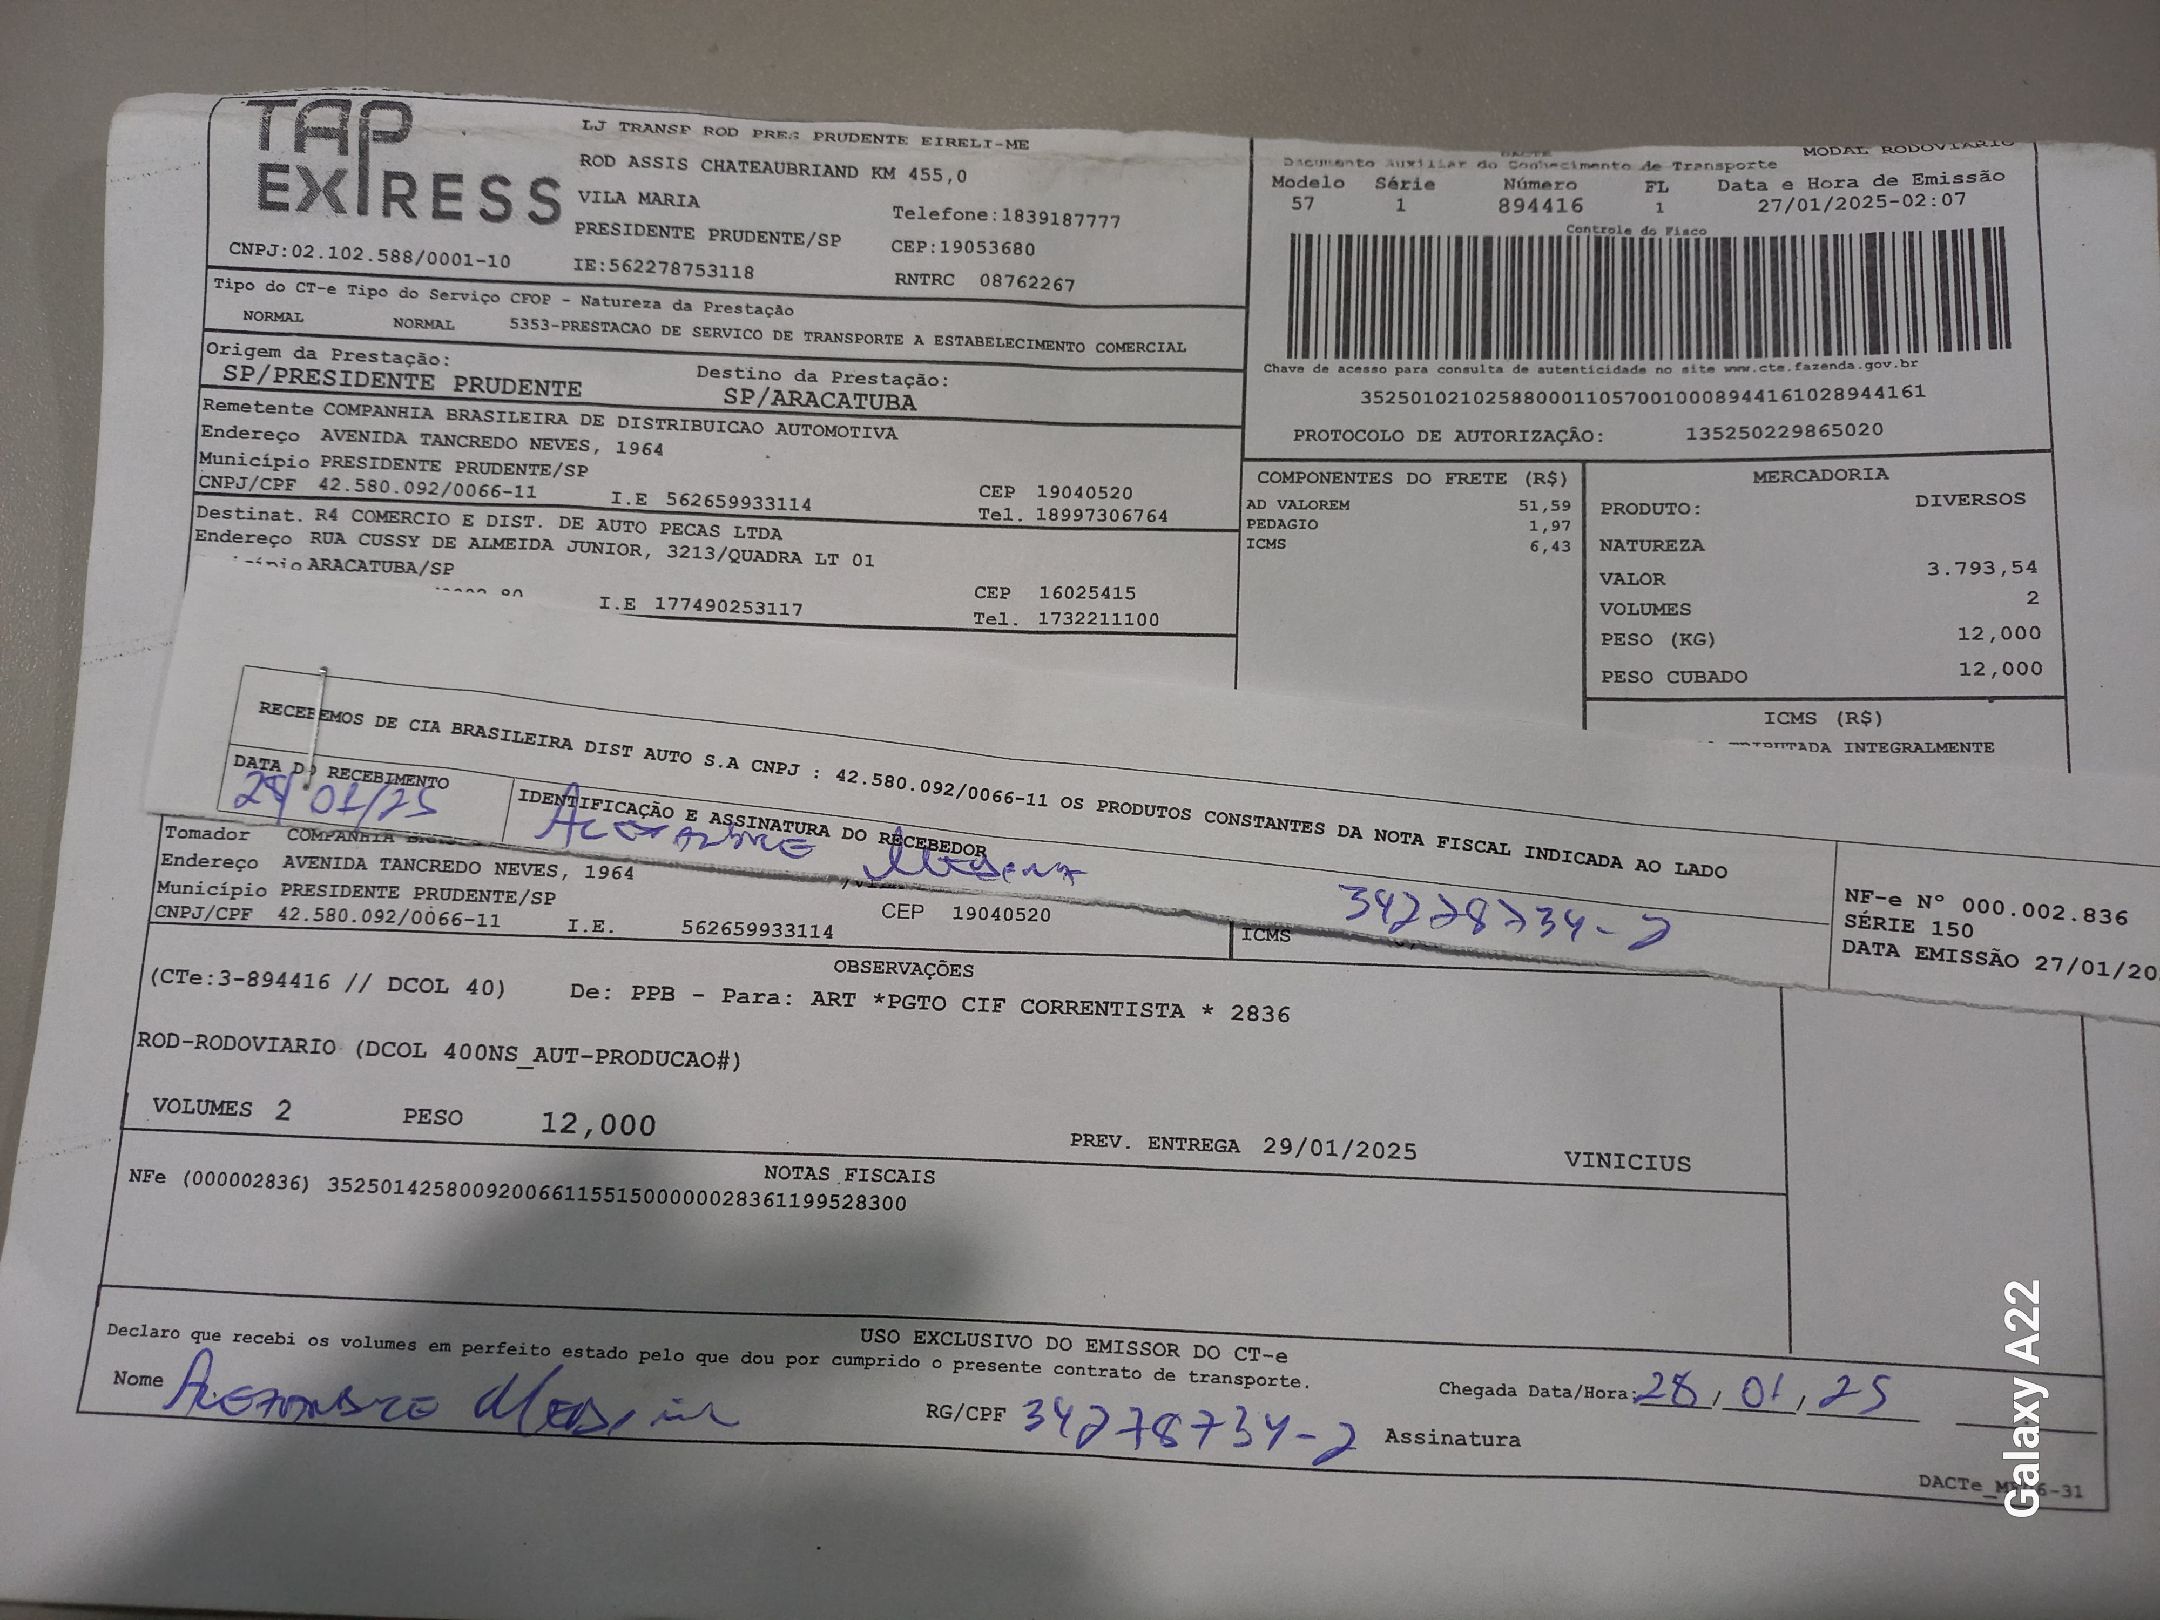 TAP
EXPRESS
LJ TRANSF ROD PRES PRUDENTE EIRELI-ME
ROD ASSIS CHATEAUBRIAND KM 455,0
VILA MARIA
Telefone:1839187777
PRESIDENTE PRUDENTE/SP
CEP:19053680
CNPJ:02.102.588/0001-10
IE:562278753118
RNTRC 08762267
DACTE
MODAL RODOVIARIO
Documento Auxiliar do Conhecimento de Transporte
Modelo Série Número FL Data e Hora de Emissão
57 1 894416 1 27/01/2025-02:07
Controle do Fisco
Chave de acesso para consulta de autenticidade no site www.cte.fazenda.gov.br
35250102102588000110570010008944161028944161
PROTOCOLO DE AUTORIZAÇÃO: 135250229865020
Tipo do CT-e Tipo do Serviço CFOP - Natureza da Prestação
NORMAL NORMAL 5353-PRESTACAO DE SERVICO DE TRANSPORTE A ESTABELECIMENTO COMERCIAL
Origem da Prestação:
SP/PRESIDENTE PRUDENTE
Destino da Prestação:
SP/ARACATUBA
Remetente COMPANHIA BRASILEIRA DE DISTRIBUICAO AUTOMOTIVA
Endereço AVENIDA TANCREDO NEVES, 1964
Município PRESIDENTE PRUDENTE/SP
CEP 19040520
CNPJ/CPF 42.580.092/0066-11 I.E 562659933114
Tel. 18997306764
Destinat. R4 COMERCIO E DIST. DE AUTO PECAS LTDA
Endereço RUA CUSSY DE ALMEIDA JUNIOR, 3213/QUADRA LT 01
ARACATUBA/SP
CEP 16025415
I.E 177490253117
Tel. 1732211100
COMPONENTES DO FRETE (R$)
AD VALOREM 51,59
PEDAGIO 1,97
ICMS 6,43
MERCADORIA
PRODUTO: DIVERSOS
NATUREZA
VALOR 3.793,54
VOLUMES 2
PESO (KG) 12,000
PESO CUBADO 12,000
ICMS (R$)
INTEGRALMENTE
RECEBEMOS DE CIA BRASILEIRA DIST AUTO S.A CNPJ : 42.580.092/0066-11 OS PRODUTOS CONSTANTES DA NOTA FISCAL INDICADA AO LADO
DATA DO RECEBIMENTO
28/01/25
IDENTIFICAÇÃO E ASSINATURA DO RECEBEDOR
ALEXANDRE Medina
34278734-2
NF-e N° 000.002.836
SÉRIE 150
DATA EMISSÃO 27/01/20
Tomador COMPANHIA
Endereço AVENIDA TANCREDO NEVES, 1964
Município PRESIDENTE PRUDENTE/SP
CEP 19040520
CNPJ/CPF 42.580.092/0066-11 I.E. 562659933114
ICMS
OBSERVAÇÕES
(CTe:3-894416 // DCOL 40) De: PPB - Para: ART *PGTO CIF CORRENTISTA * 2836
ROD-RODOVIARIO (DCOL 400NS_AUT-PRODUCAO#)
VOLUMES 2 PESO 12,000 PREV. ENTREGA 29/01/2025 VINICIUS
NOTAS FISCAIS
NFe (000002836) 35250142580092006611551500000028361199528300
USO EXCLUSIVO DO EMISSOR DO CT-e
Declaro que recebi os volumes em perfeito estado pelo que dou por cumprido o presente contrato de transporte.
Nome ALEXANDRE Medina
RG/CPF 34278734-2
Chegada Data/Hora: 28/01/25
Assinatura
Galaxy A22